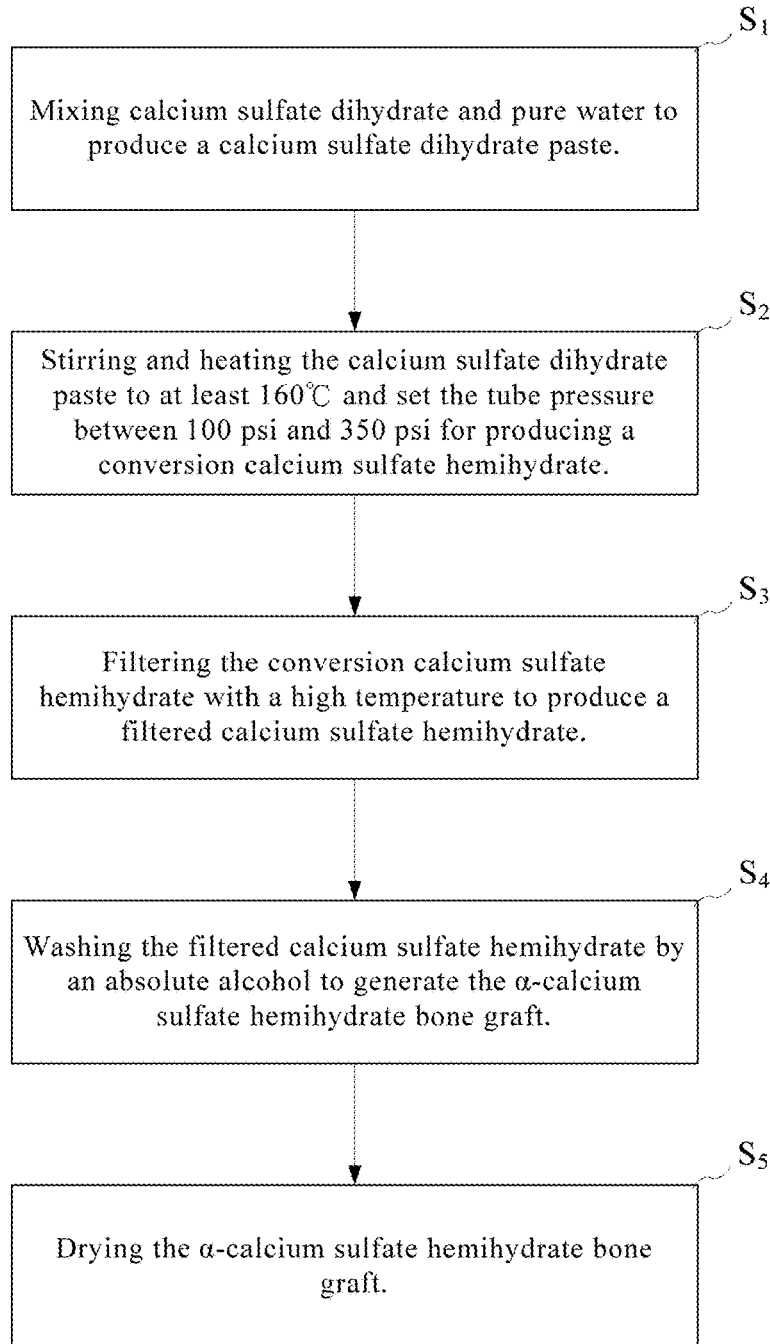 S1
Mixing calcium sulfate dihydrate and pure water to
produce a calcium sulfate dihydrate paste.
S2
Stirring and heating the calcium sulfate dihydrate
paste to at least 160℃ and set the tube pressure
between 100 psi and 350 psi for producing a
conversion calcium sulfate hemihydrate.
S3
Filtering the conversion calcium sulfate
hemihydrate with a high temperature to produce a
filtered calcium sulfate hemihydrate.
S4
Washing the filtered calcium sulfate hemihydrate by
an absolute alcohol to generate the α-calcium
sulfate hemihydrate bone graft.
S5
Drying the α-calcium sulfate hemihydrate bone
graft.